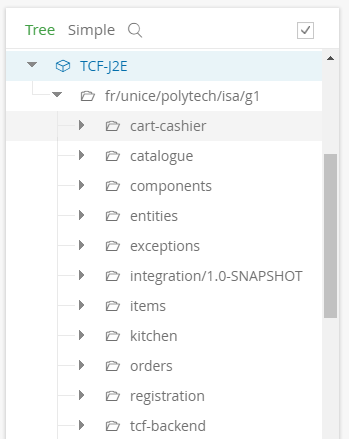 Tree Simple
TCF-J2E
fr/unice/polytech/isa/g1
cart-cashier
catalogue
components
entities
exceptions
integration/1.0-SNAPSHOT
items
kitchen
orders
registration
tcf-backend